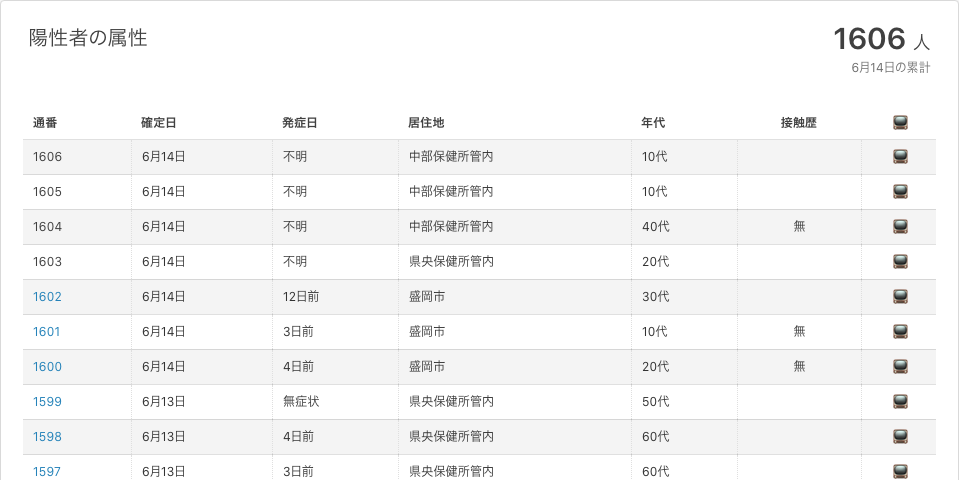 陽性者の属性
1606 人
6月14日の累計
通番 確定日 発症日 居住地 年代 接触歴
1606 6月14日 不明 中部保健所管内 10代
1605 6月14日 不明 中部保健所管内 10代
1604 6月14日 不明 中部保健所管内 40代 無
1603 6月14日 不明 県央保健所管内 20代
1602 6月14日 12日前 盛岡市 30代
1601 6月14日 3日前 盛岡市 10代 無
1600 6月14日 4日前 盛岡市 20代 無
1599 6月13日 無症状 県央保健所管内 50代
1598 6月13日 4日前 県央保健所管内 60代
1597 6月13日 3日前 県央保健所管内 60代